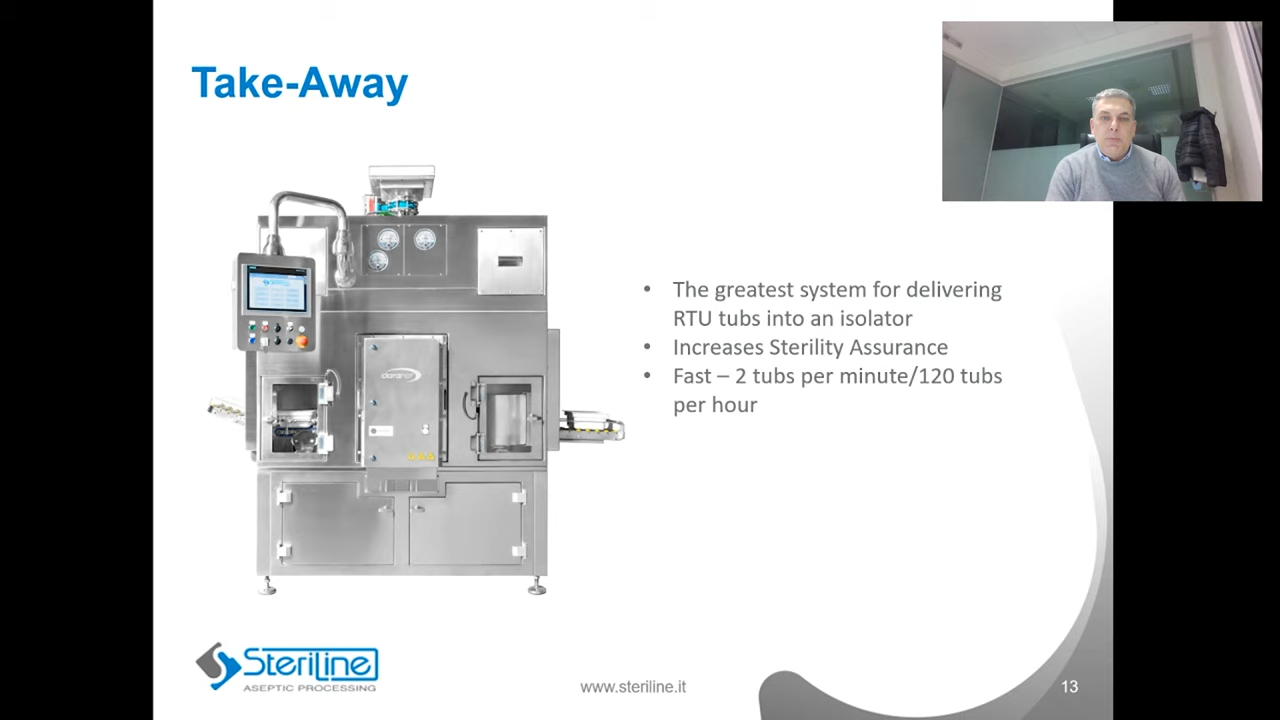 Take-Away
• The greatest system for delivering
RTU tubs into an isolator
• Increases Sterility Assurance
• Fast – 2 tubs per minute/120 tubs
per hour
SteriLine
ASEPTIC PROCESSING
www.steriline.it
13